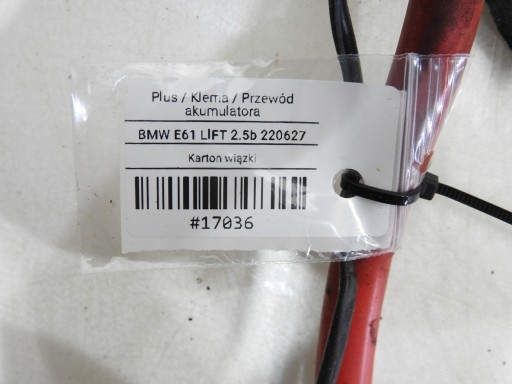 Plus / Klema / Przewód
akumulatora
BMW E61 LIFT 2.5b 220627
Karton wiązki
#17036